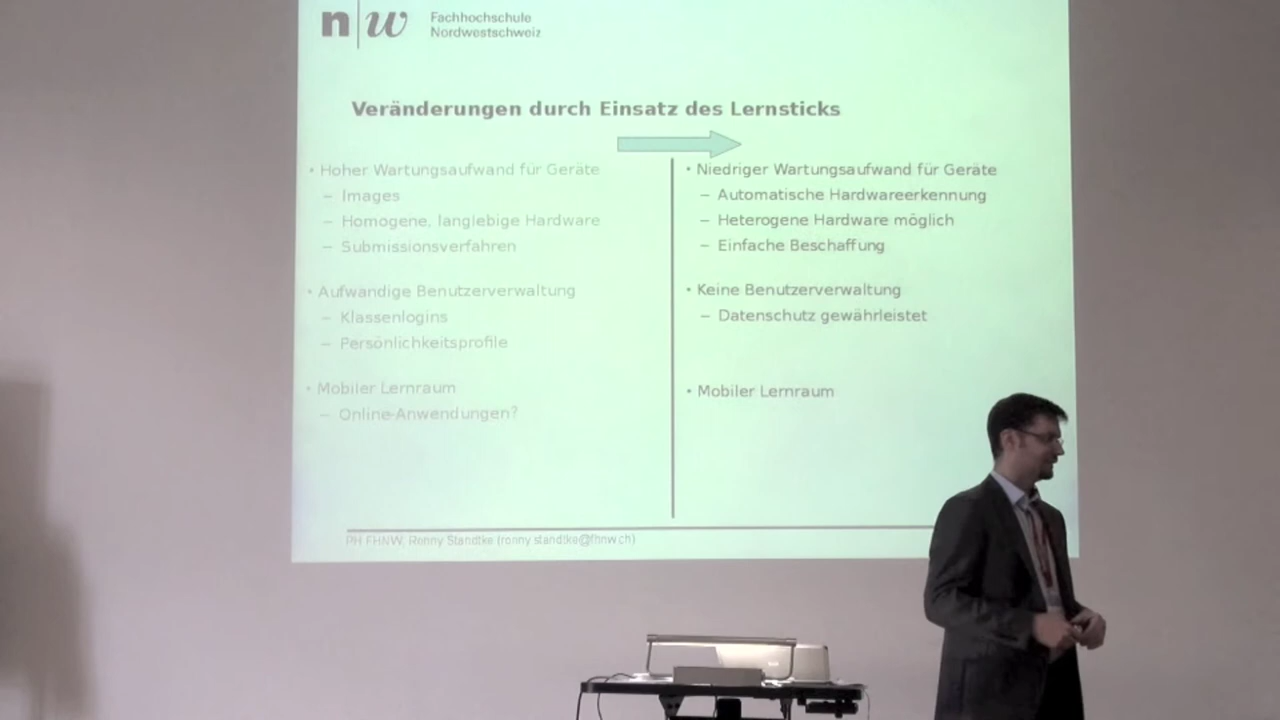 n w Fachhochschule
Nordwestschweiz
Veränderungen durch Einsatz des Lernsticks
• Hoher Wartungsaufwand für Geräte
– Images
– Homogene, langlebige Hardware
– Submissionsverfahren
• Aufwändige Benutzerverwaltung
– Klassenlogins
– Persönlichkeitsprofile
• Mobiler Lernraum
– Online-Anwendungen?
• Niedriger Wartungsaufwand für Geräte
– Automatische Hardwareerkennung
– Heterogene Hardware möglich
– Einfache Beschaffung
• Keine Benutzerverwaltung
– Datenschutz gewährleistet
• Mobiler Lernraum
PH FHNW, Ronny Standtke (ronny.standtke@fhnw.ch)